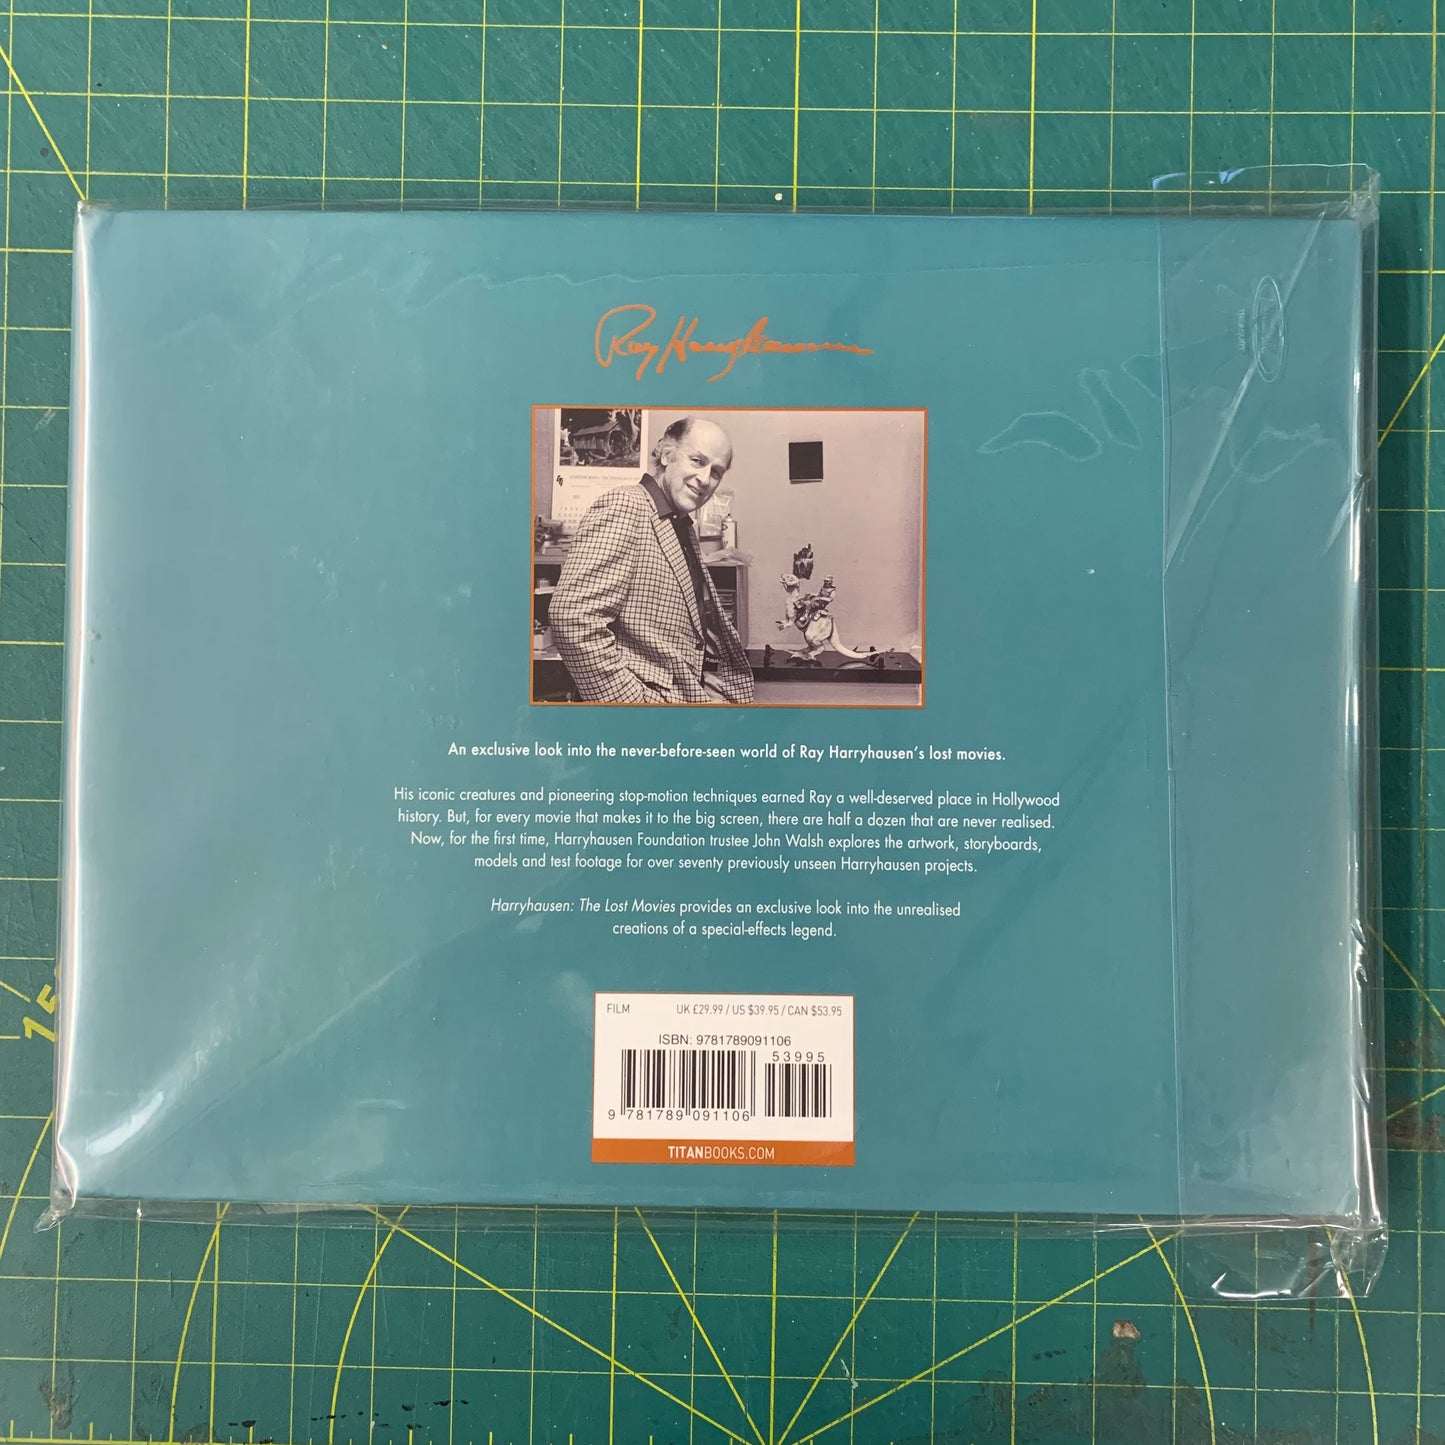 Ray Harryhausen
An exclusive look into the never-before-seen world of Ray Harryhausen's lost movies.
His iconic creatures and pioneering stop-motion techniques earned Ray a well-deserved place in Hollywood
history. But, for every movie that makes it to the big screen, there are half a dozen that are never realised.
Now, for the first time, Harryhausen Foundation trustee John Walsh explores the artwork, storyboards,
models and test footage for over seventy previously unseen Harryhausen projects.
Harryhausen: The Lost Movies provides an exclusive look into the unrealised
creations of a special-effects legend.
FILM UK £29.99 / US $39.95 / CAN $53.95
ISBN: 9781789091106
53995
9 781789 091106
TITANBOOKS.COM
15